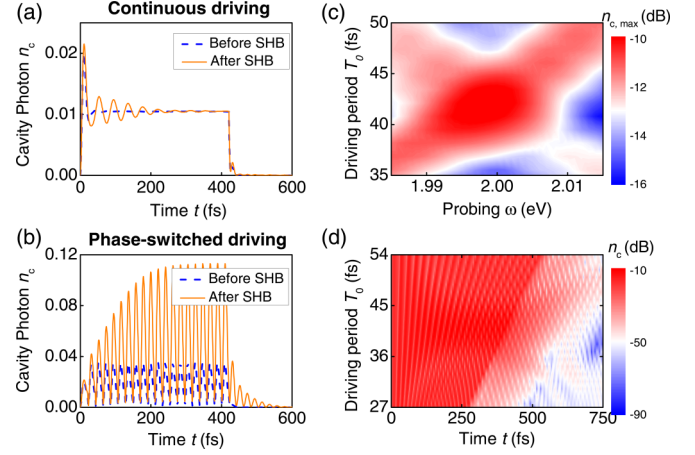 (a)
Continuous driving
Cavity Photon n_c
0.02
0.01
0.00
Before SHB
After SHB
0
200
400
600
Time t (fs)
(b)
Phase-switched driving
Cavity Photon n_c
0.12
0.08
0.04
0.00
Before SHB
After SHB
0
200
400
600
Time t (fs)
(c)
Driving period T_0 (fs)
50
45
40
35
1.99
2.00
2.01
Probing ω (eV)
n_c, max (dB)
-10
-12
-14
-16
(d)
Driving period T_0 (fs)
54
45
36
27
0
250
500
750
Time t (fs)
n_c (dB)
-10
-50
-90